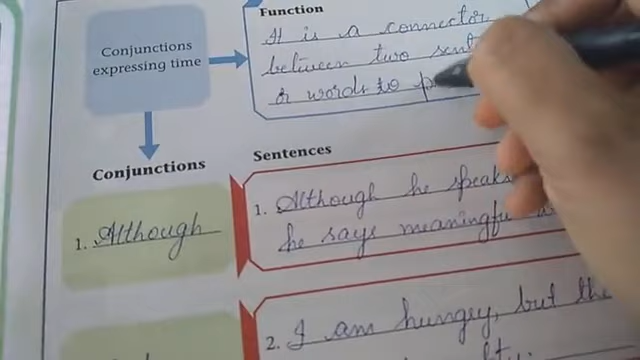 Function
It is a connector
between two sent
Conjunctions
expressing time
or words to
Conjunctions
Sentences
1. Although
1. Although he speaks
he says meaningfu
2. I am hungry, but the